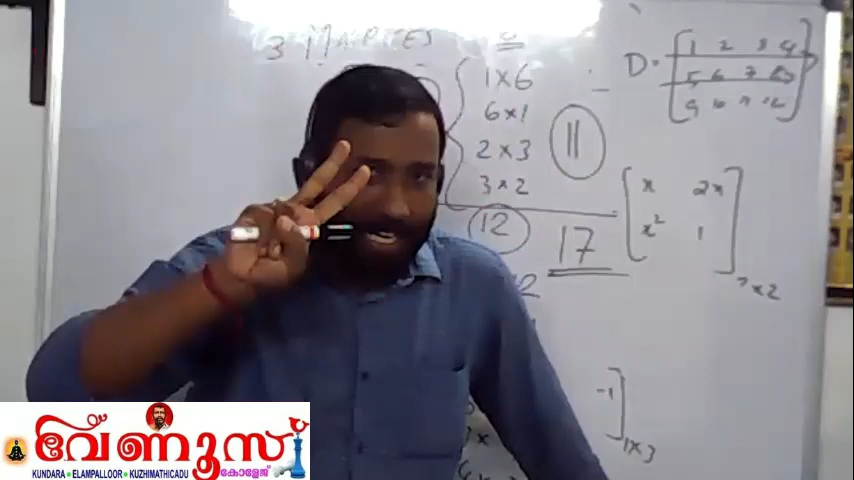 3 MATRICES
1×6
6×1
2×3
3×2
11
12
17
D = [1 2 3 4
5 6 7 8
9 10 11 12]
[x 2x
x² 1]
×2
-1]
1×3
വേണൂസ്
കോളേജ്
KUNDARA • ELAMPALLOOR • KUZHIMATHICADU